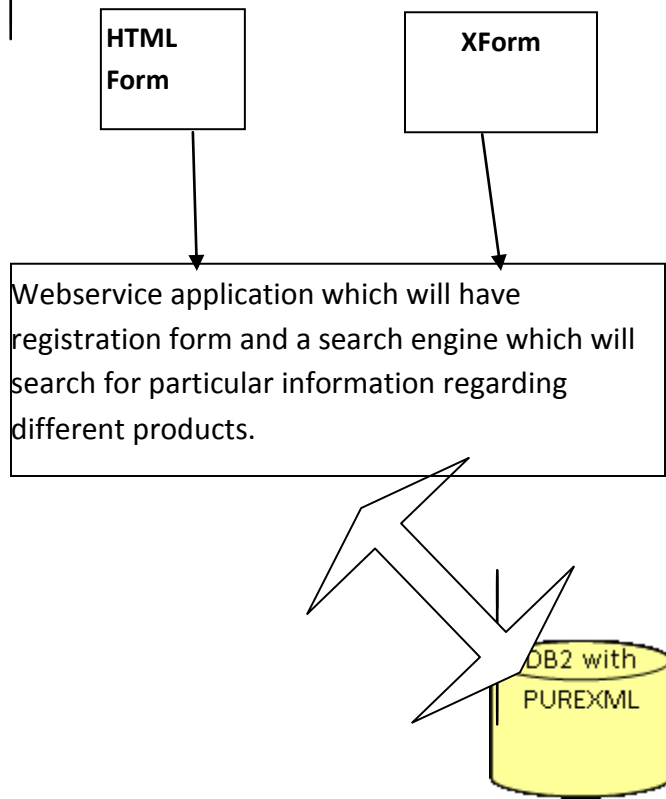 HTML
Form
XForm
Webservice application which will have
registration form and a search engine which will
search for particular information regarding
different products.
DB2 with
PUREXML